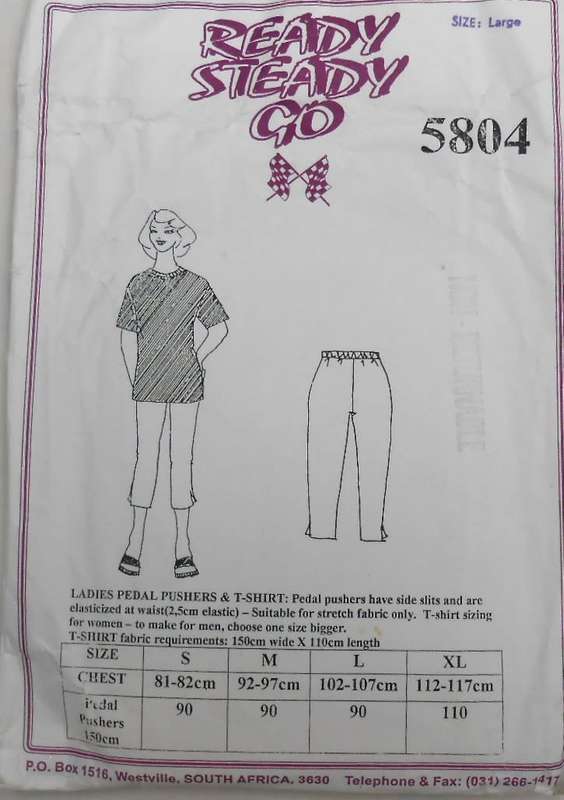 READY
STEADY
GO
SIZE: Large
5804
LADIES PEDAL PUSHERS & T-SHIRT: Pedal pushers have side slits and are
elasticized at waist(2,5cm elastic) – Suitable for stretch fabric only. T-shirt sizing
for women – to make for men, choose one size bigger.
T-SHIRT fabric requirements: 150cm wide X 110cm length
SIZE S M L XL
CHEST 81-82cm 92-97cm 102-107cm 112-117cm
Pedal
Pushers
150cm 90 90 90 110
P.O. Box 1516, Westville, SOUTH AFRICA, 3630 Telephone & Fax: (031) 266-1417